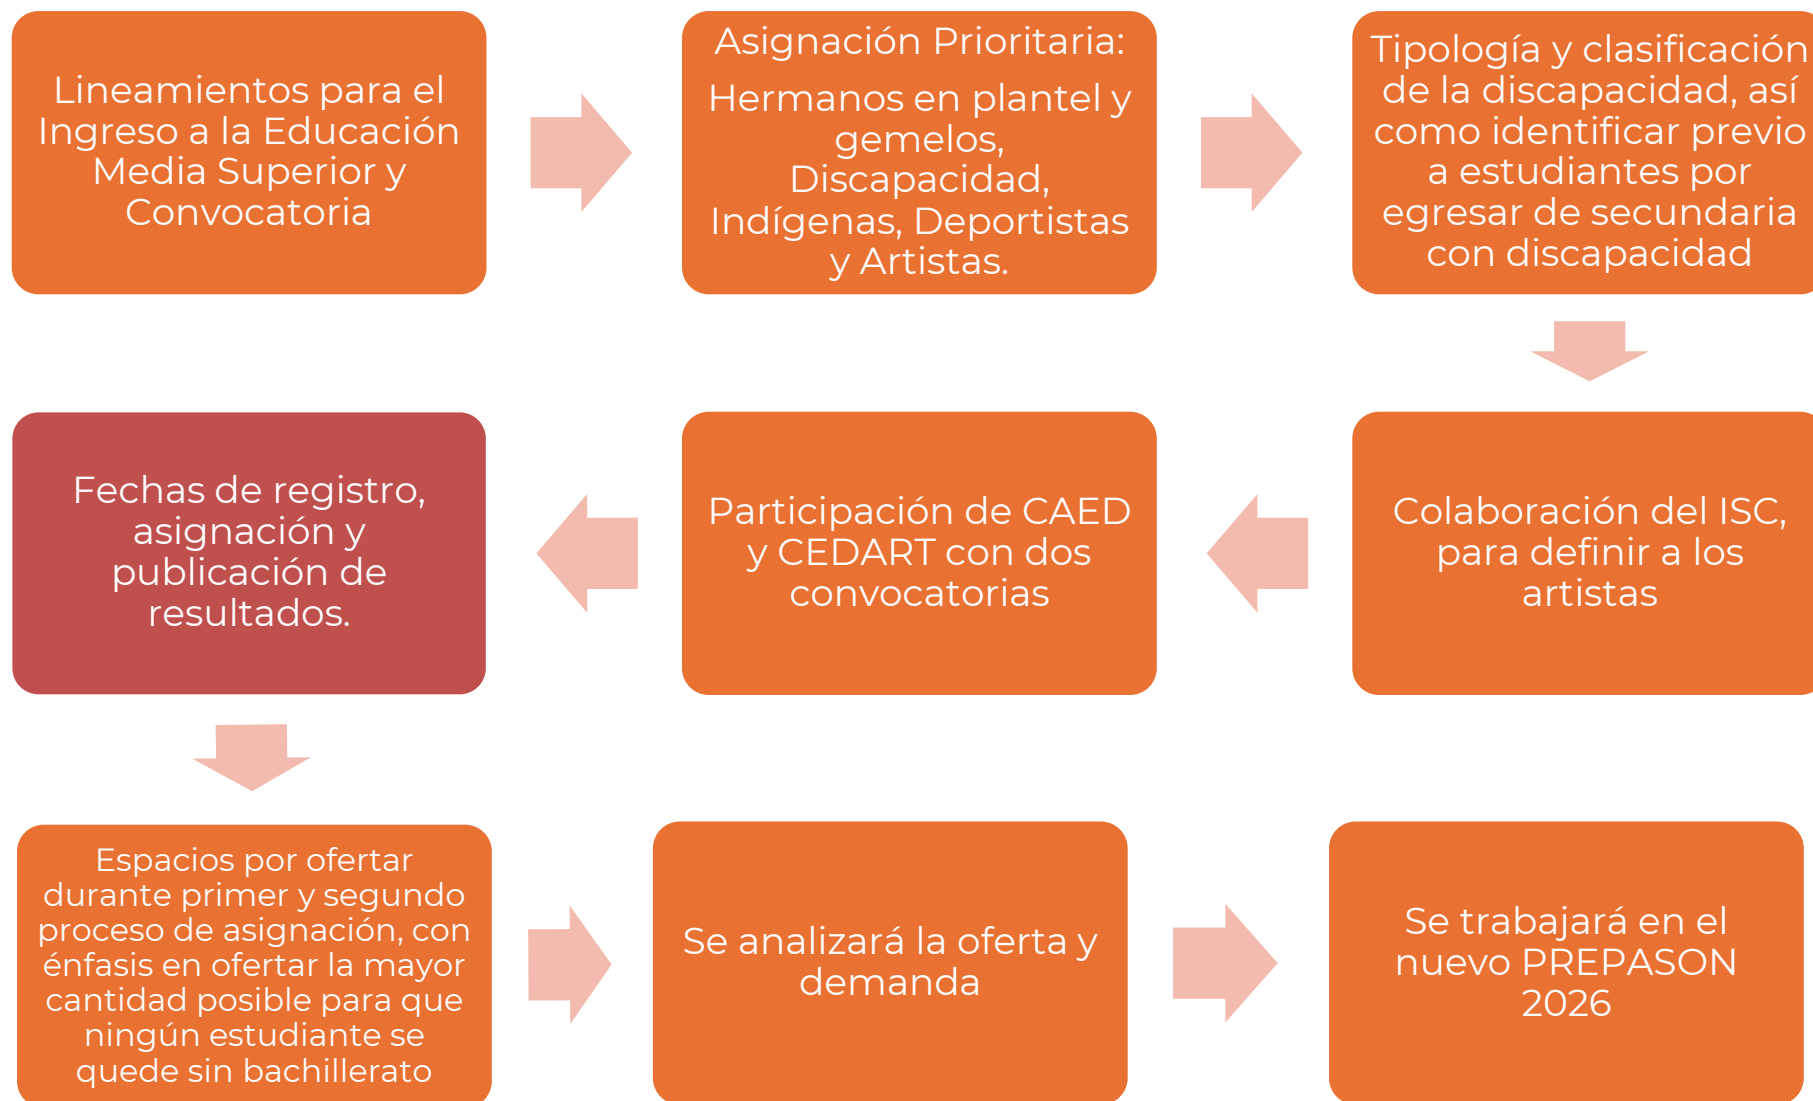 Lineamientos para el
Ingreso a la Educación
Media Superior y
Convocatoria
Asignación Prioritaria:
Hermanos en plantel y
gemelos,
Discapacidad,
Indígenas, Deportistas
y Artistas.
Tipología y clasificación
de la discapacidad, así
como identificar previo
a estudiantes por
egresar de secundaria
con discapacidad
Colaboración del ISC,
para definir a los
artistas
Participación de CAED
y CEDART con dos
convocatorias
Fechas de registro,
asignación y
publicación de
resultados.
Espacios por ofertar
durante primer y segundo
proceso de asignación, con
énfasis en ofertar la mayor
cantidad posible para que
ningún estudiante se
quede sin bachillerato
Se analizará la oferta y
demanda
Se trabajará en el
nuevo PREPASON
2026